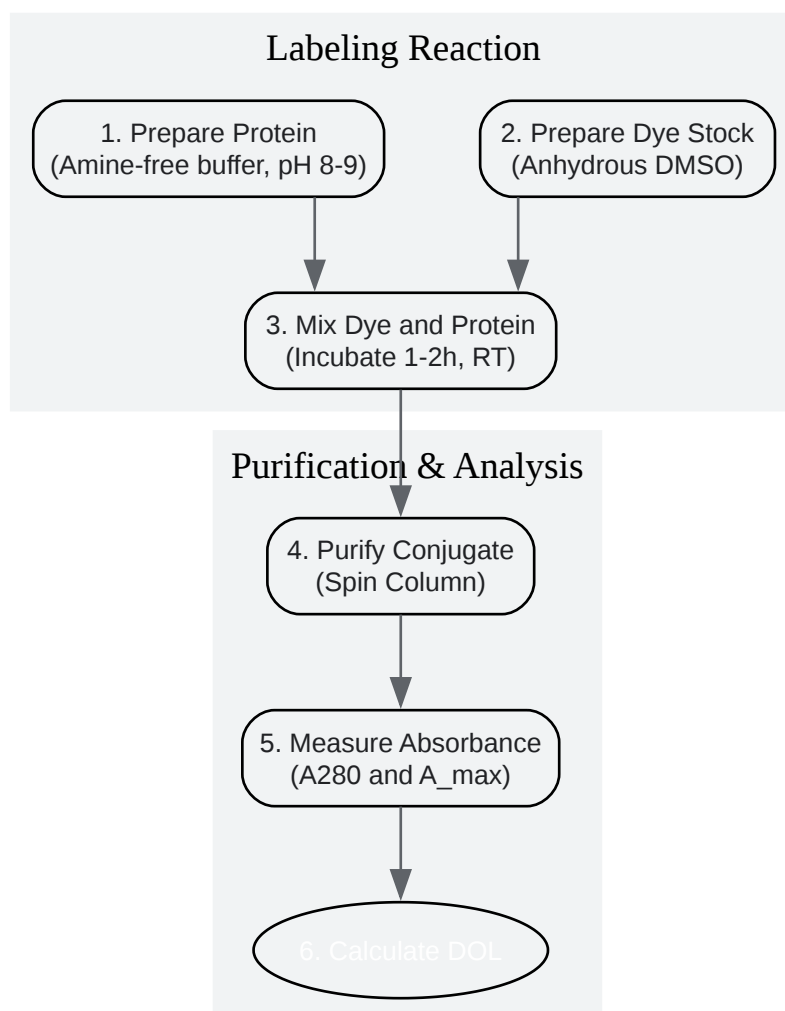 Labeling Reaction
1. Prepare Protein
(Amine-free buffer, pH 8-9)
2. Prepare Dye Stock
(Anhydrous DMSO)
3. Mix Dye and Protein
(Incubate 1-2h, RT)
Purification & Analysis
4. Purify Conjugate
(Spin Column)
5. Measure Absorbance
(A280 and A_max)
6. Calculate DOL